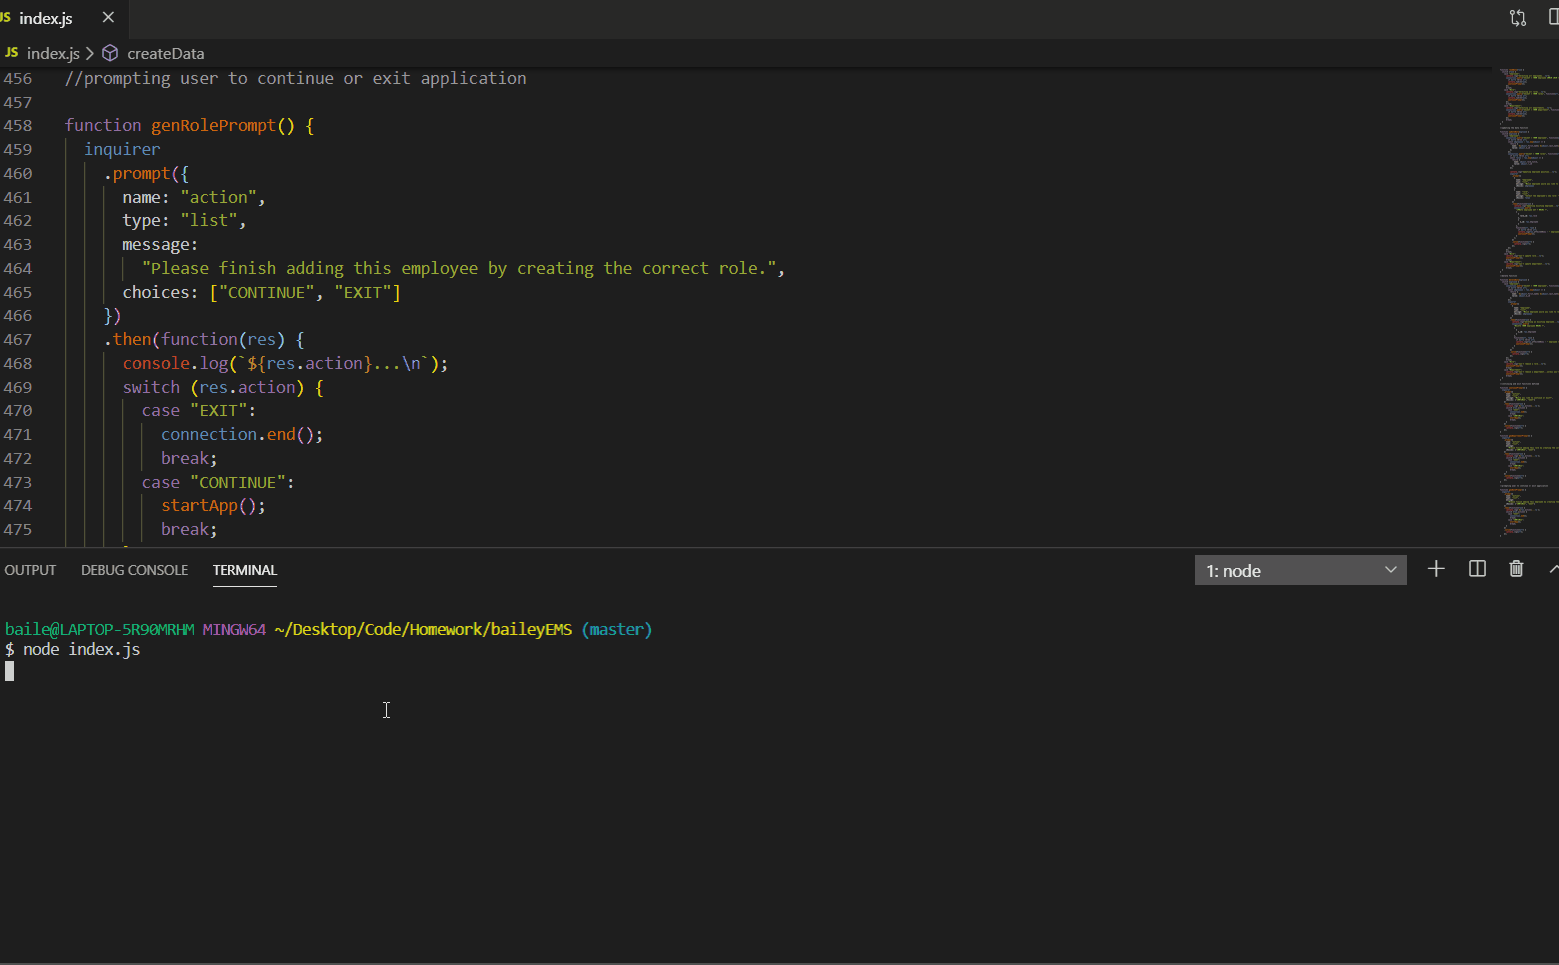 JS index.js
JS index.js > createData
456 //prompting user to continue or exit application
457
458 function genRolePrompt() {
459 inquirer
460 .prompt({
461 name: "action",
462 type: "list",
463 message:
464 "Please finish adding this employee by creating the correct role.",
465 choices: ["CONTINUE", "EXIT"]
466 })
467 .then(function(res) {
468 console.log(`${res.action}...\n`);
469 switch (res.action) {
470 case "EXIT":
471 connection.end();
472 break;
473 case "CONTINUE":
474 startApp();
475 break;
OUTPUT DEBUG CONSOLE TERMINAL 1: node
baile@LAPTOP-5R90MRHM MINGW64 ~/Desktop/Code/Homework/baileyEMS (master)
$ node index.js